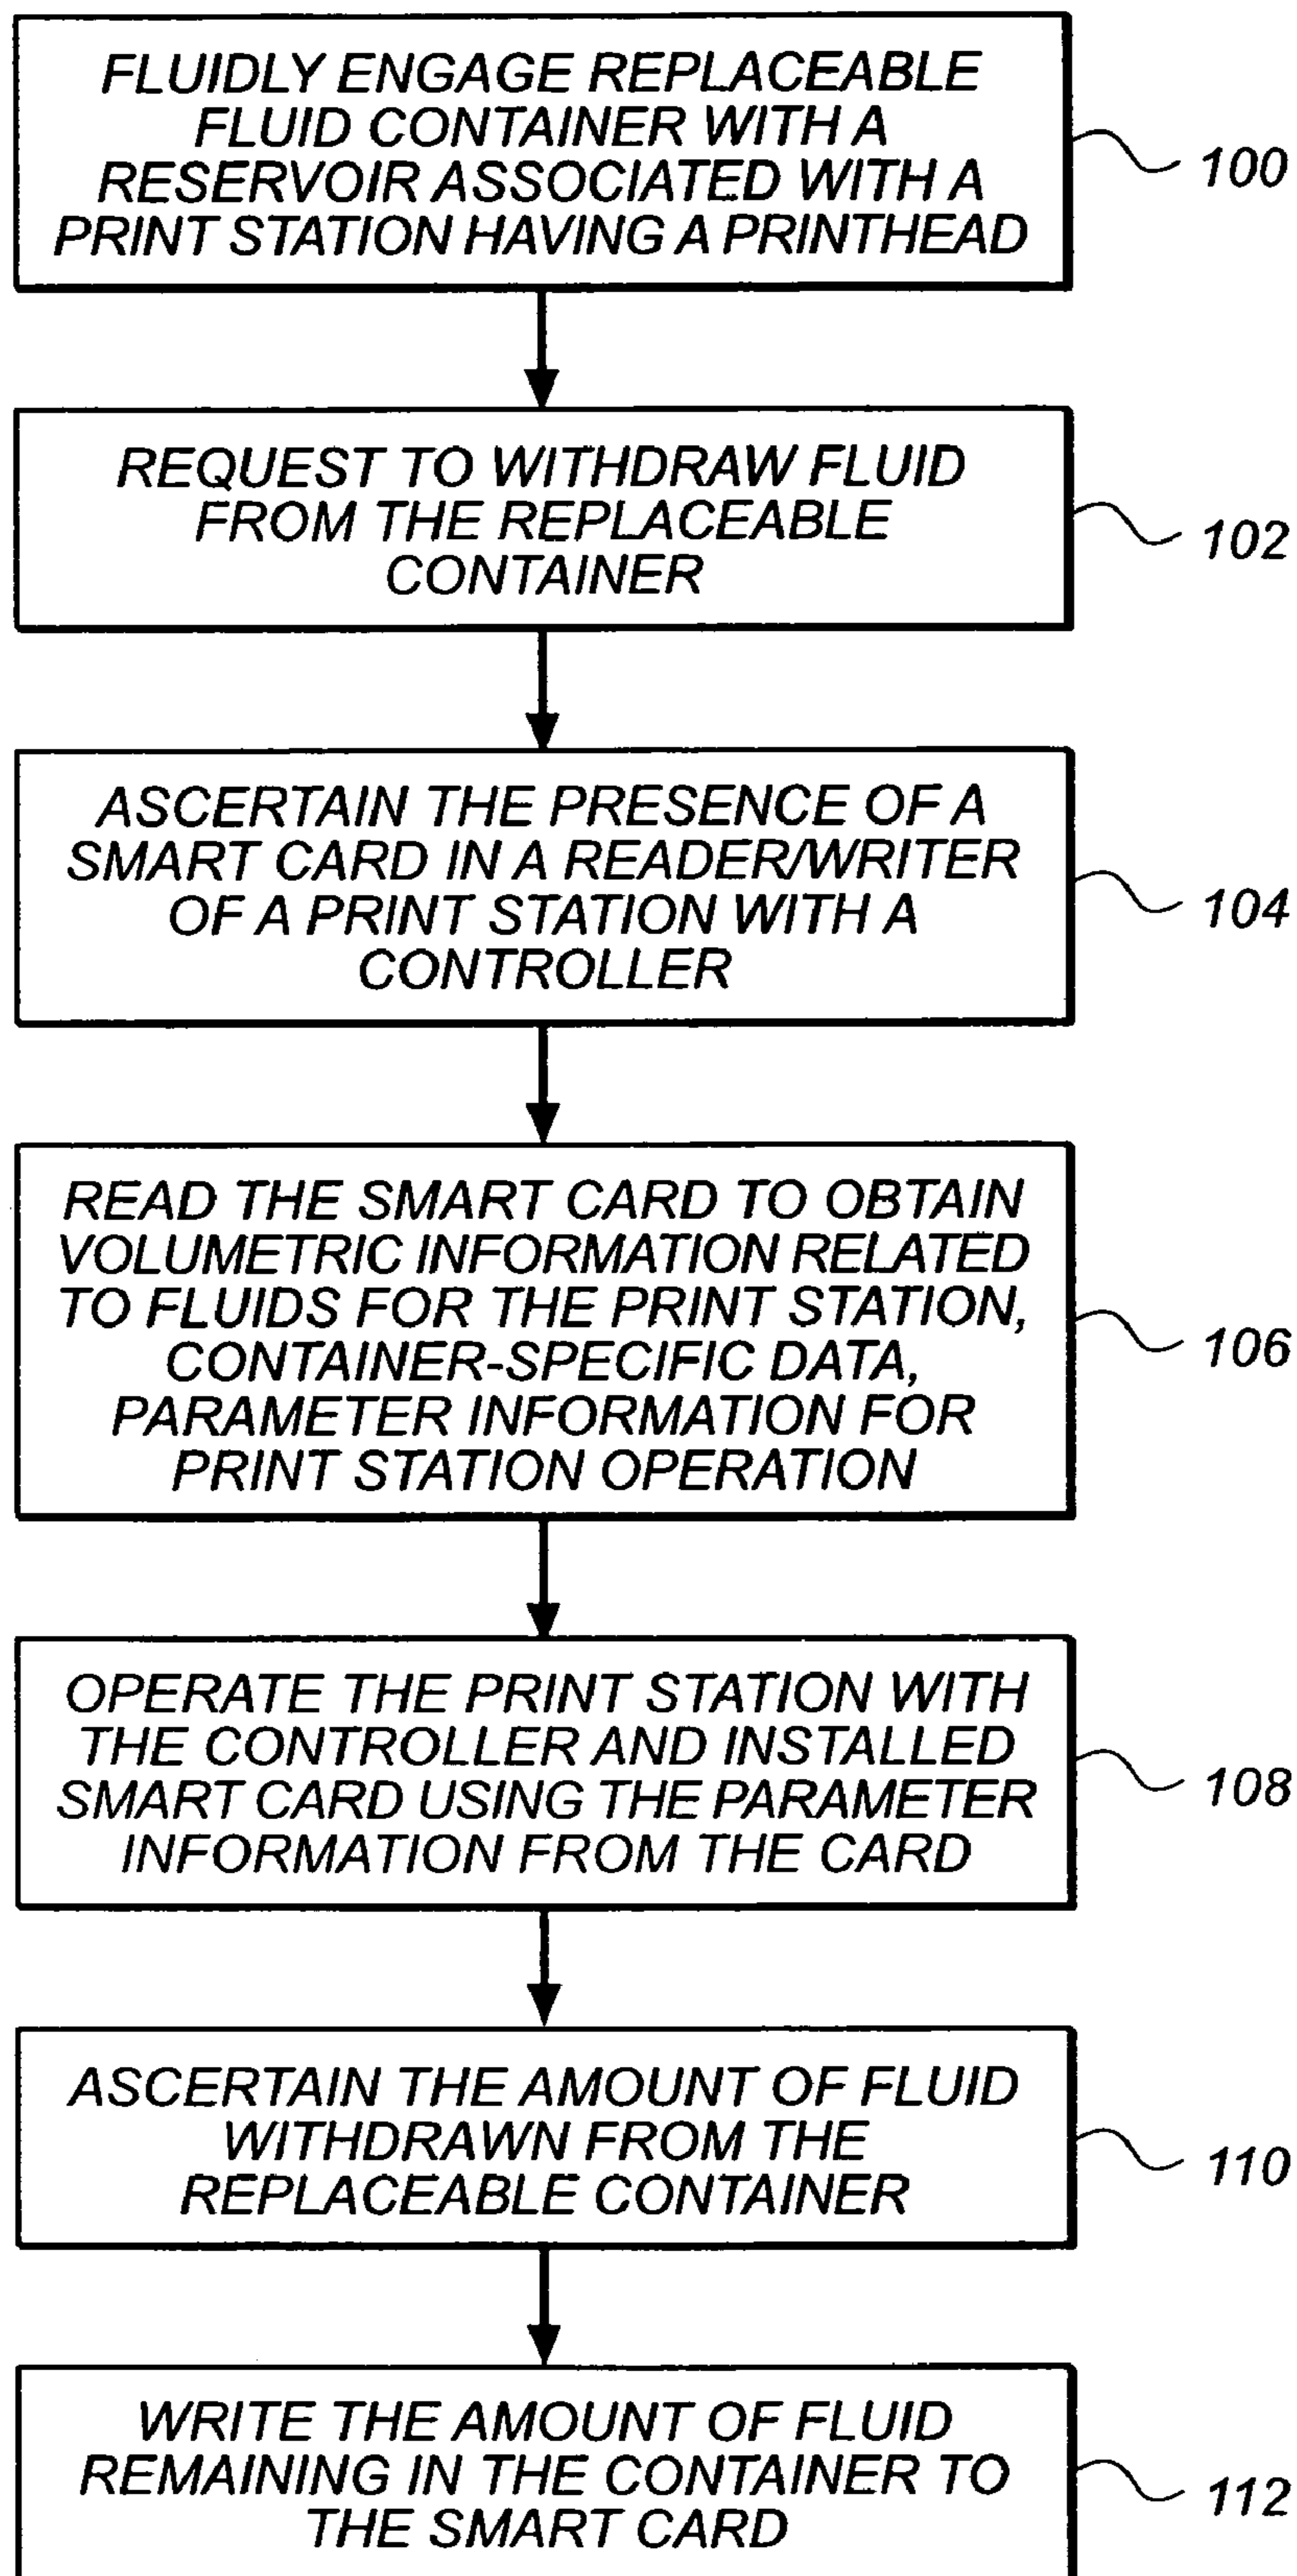 FLUIDLY ENGAGE REPLACEABLE
FLUID CONTAINER WITH A
RESERVOIR ASSOCIATED WITH A
PRINT STATION HAVING A PRINTHEAD
100
REQUEST TO WITHDRAW FLUID
FROM THE REPLACEABLE
CONTAINER
102
ASCERTAIN THE PRESENCE OF A
SMART CARD IN A READER/WRITER
OF A PRINT STATION WITH A
CONTROLLER
104
READ THE SMART CARD TO OBTAIN
VOLUMETRIC INFORMATION RELATED
TO FLUIDS FOR THE PRINT STATION,
CONTAINER-SPECIFIC DATA,
PARAMETER INFORMATION FOR
PRINT STATION OPERATION
106
OPERATE THE PRINT STATION WITH
THE CONTROLLER AND INSTALLED
SMART CARD USING THE PARAMETER
INFORMATION FROM THE CARD
108
ASCERTAIN THE AMOUNT OF FLUID
WITHDRAWN FROM THE
REPLACEABLE CONTAINER
110
WRITE THE AMOUNT OF FLUID
REMAINING IN THE CONTAINER TO
THE SMART CARD
112